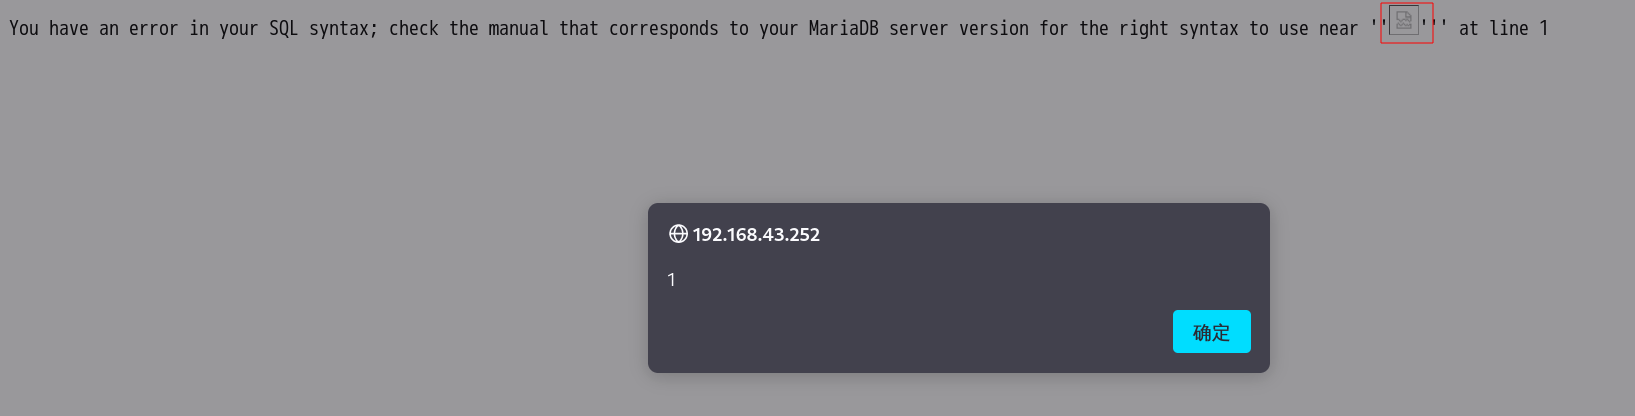 You have an error in your SQL syntax; check the manual that corresponds to your MariaDB server version for the right syntax to use near '''''' at line 1
192.168.43.252
1
确定